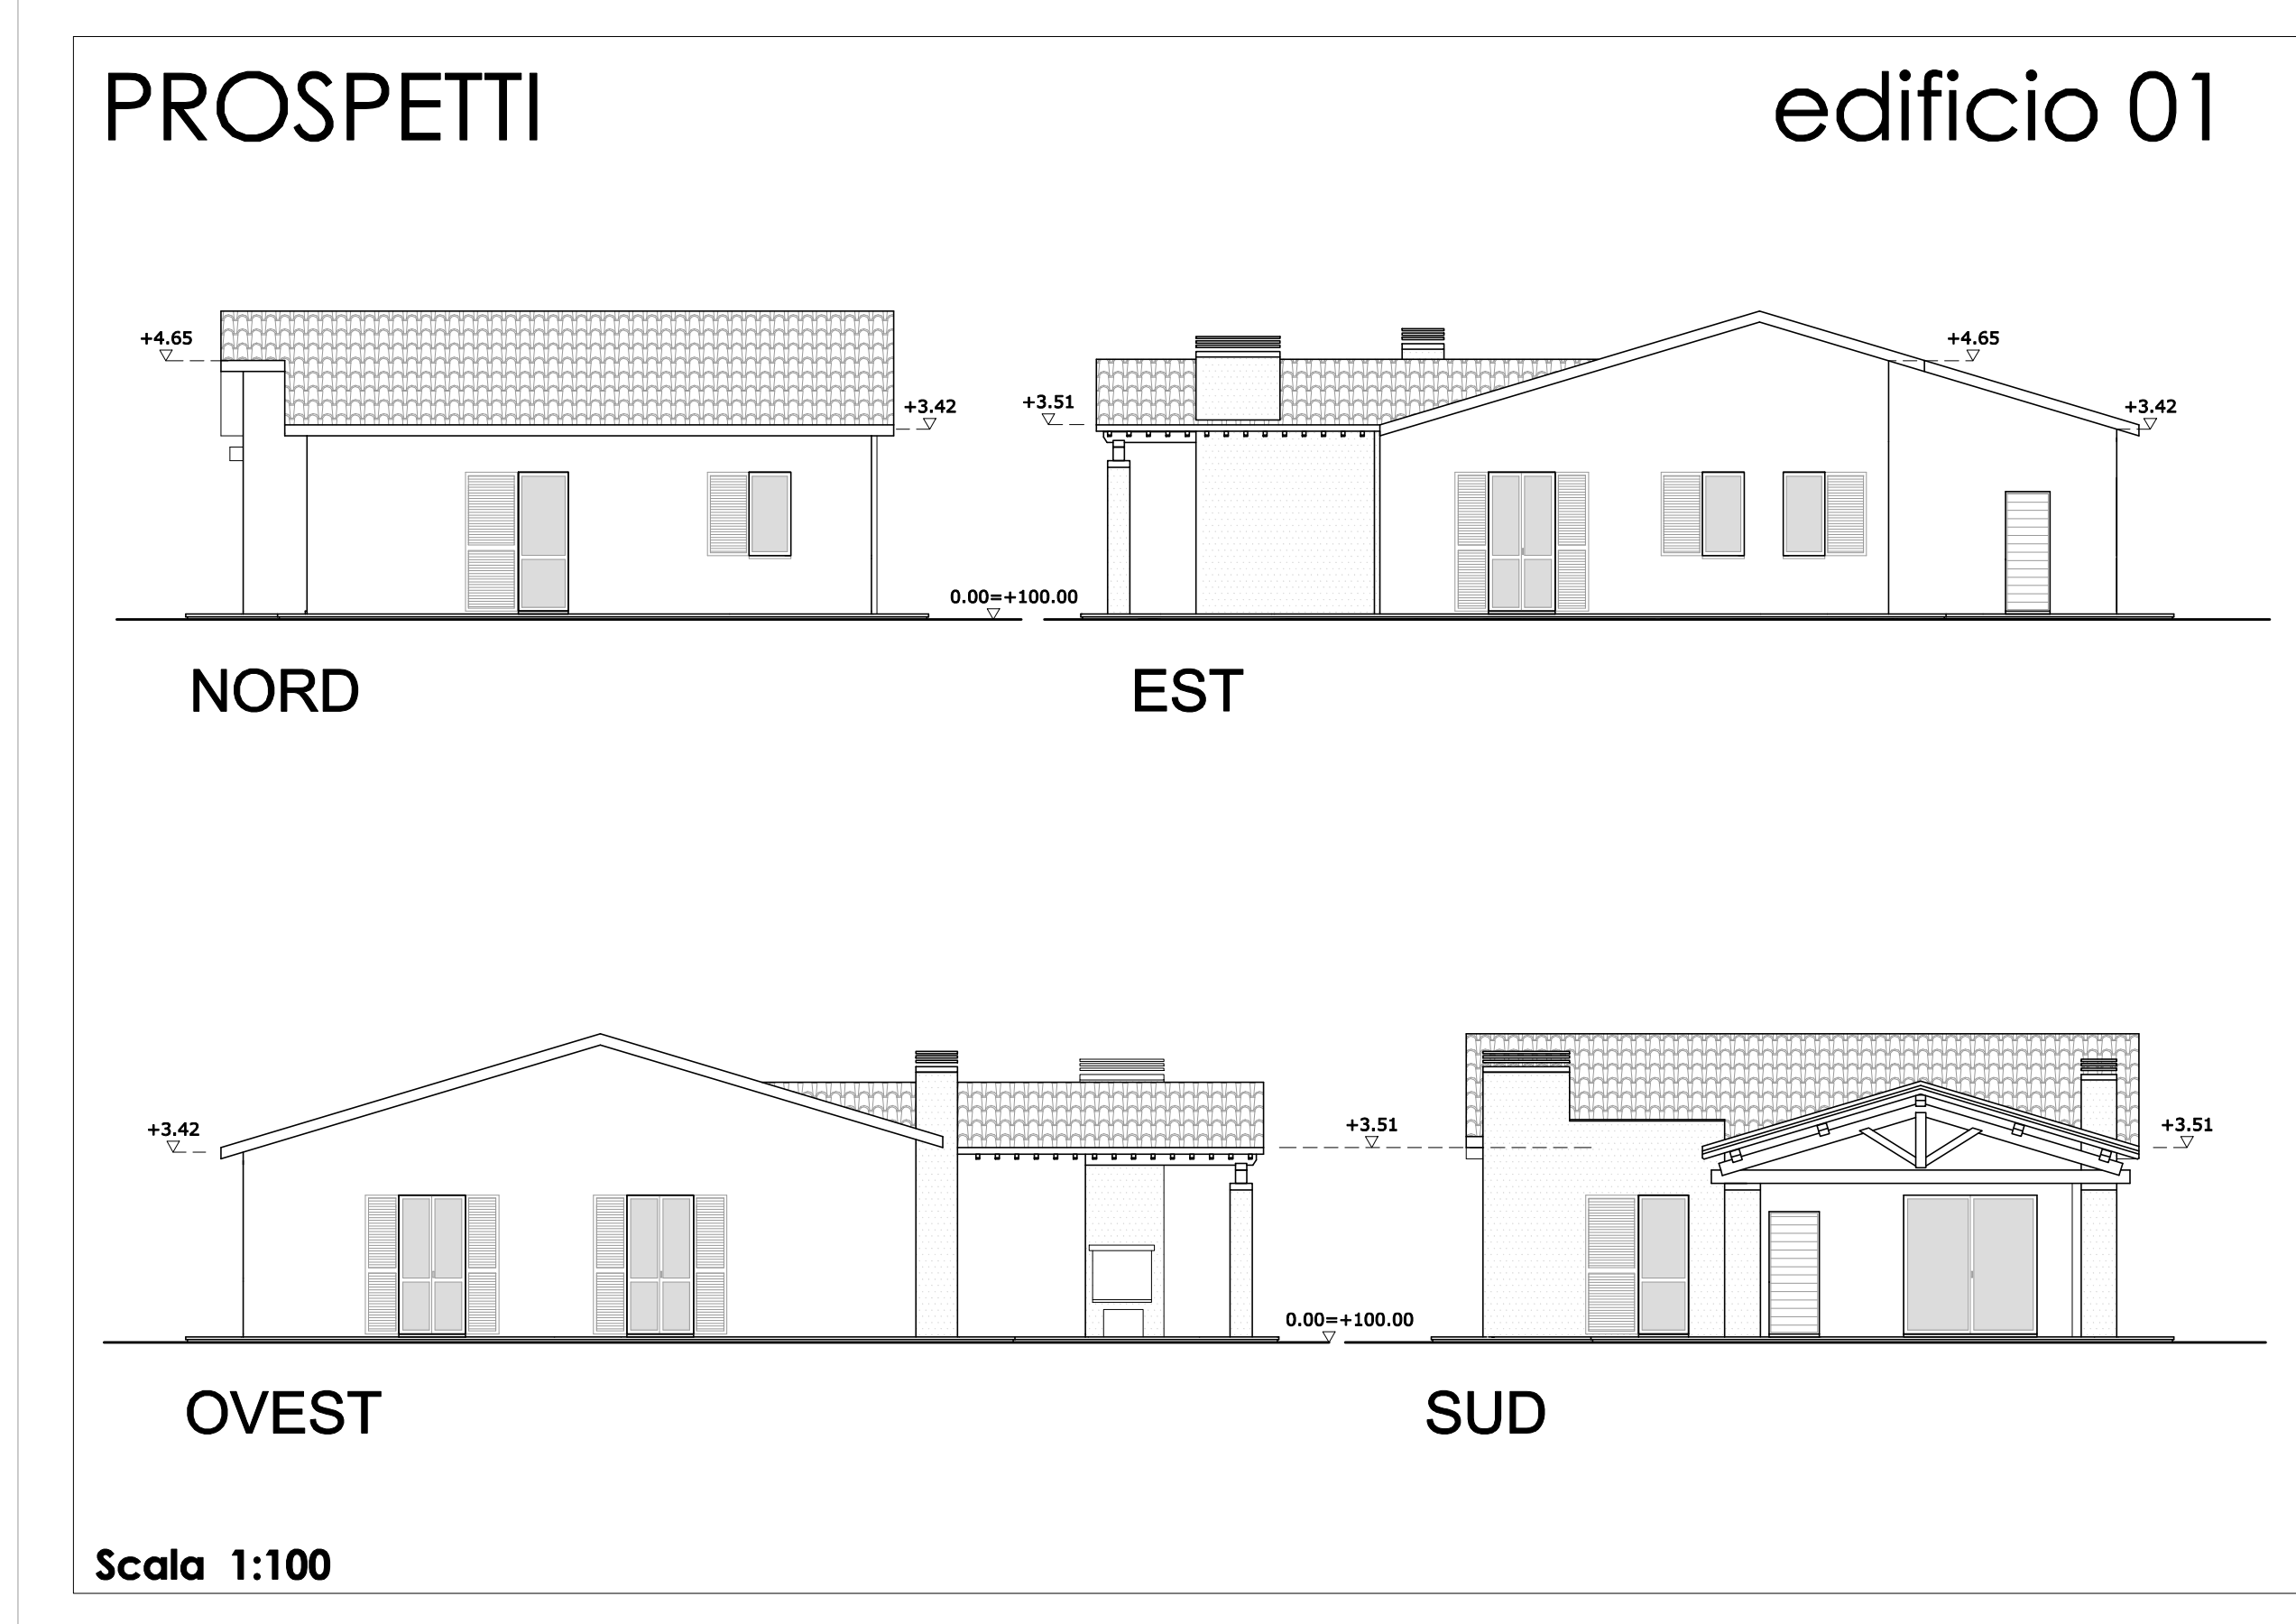 PROSPETTI
edificio 01
+4.65
+3.42
+3.51
+4.65
+3.42
0.00=+100.00
NORD
EST
+3.42
+3.51
+3.51
0.00=+100.00
OVEST
SUD
Scala 1:100